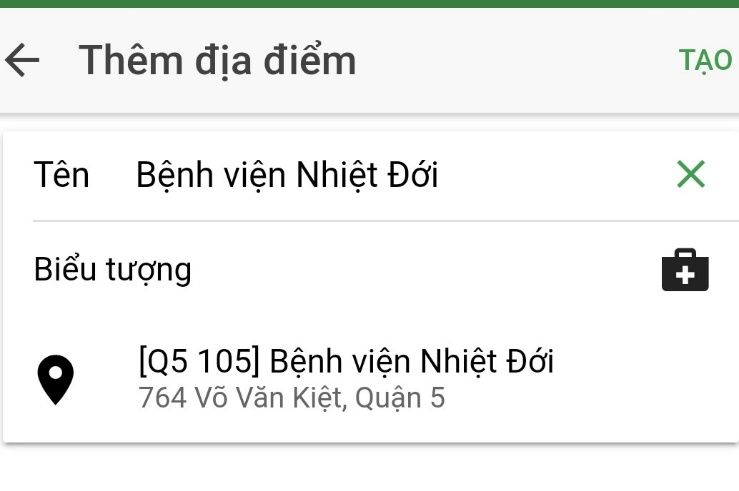 Thêm địa điểm
TẠO
Tên Bệnh viện Nhiệt Đới
Biểu tượng
[Q5 105] Bệnh viện Nhiệt Đới
764 Võ Văn Kiệt, Quận 5